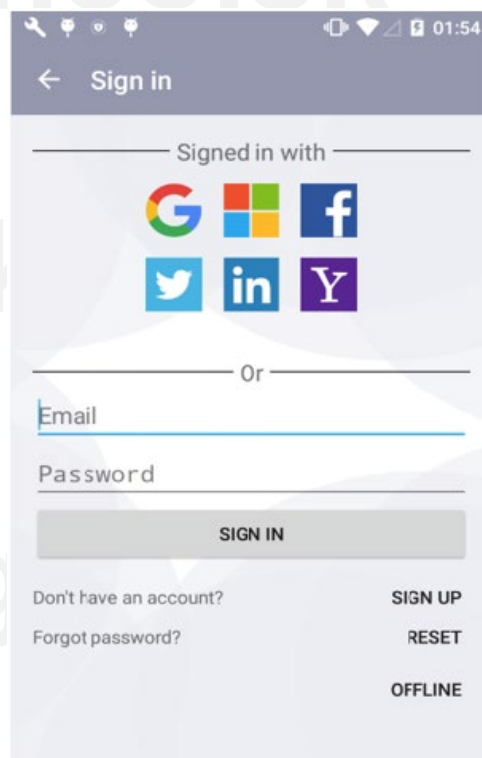 01:54
Sign in
Signed in with
G
f
in
Y
Or
Email
Password
SIGN IN
Don't have an account? SIGN UP
Forgot password? RESET
OFFLINE